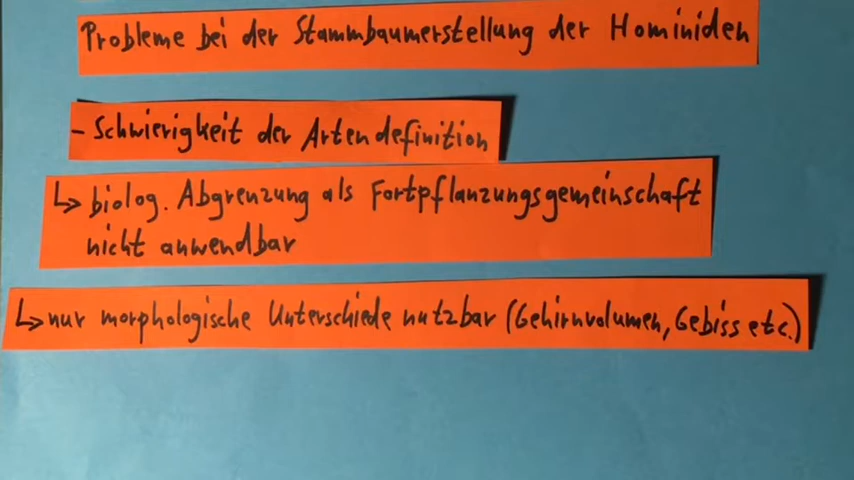 Probleme bei der Stammbaumerstellung der Hominiden
- Schwierigkeit der Artendefinition
↳ biolog. Abgrenzung als Fortpflanzungsgemeinschaft
nicht anwendbar
↳ nur morphologische Unterschiede nutzbar (Gehirnvolumen, Gebiss etc.)